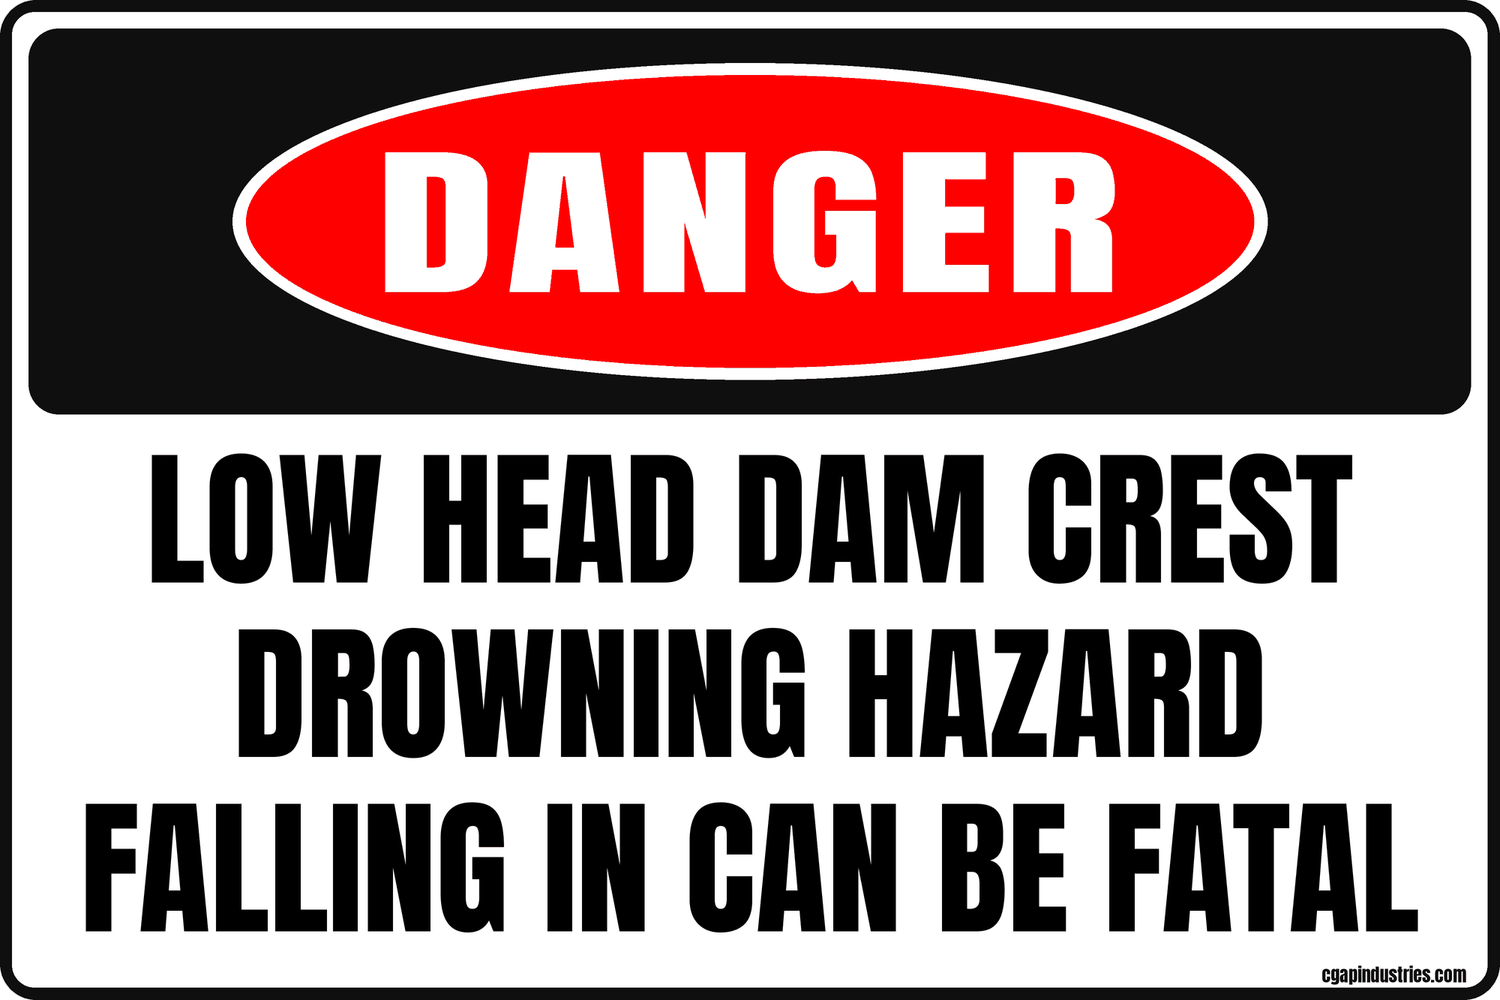 DANGER
LOW HEAD DAM CREST
DROWNING HAZARD
FALLING IN CAN BE FATAL
cgapindustries.com